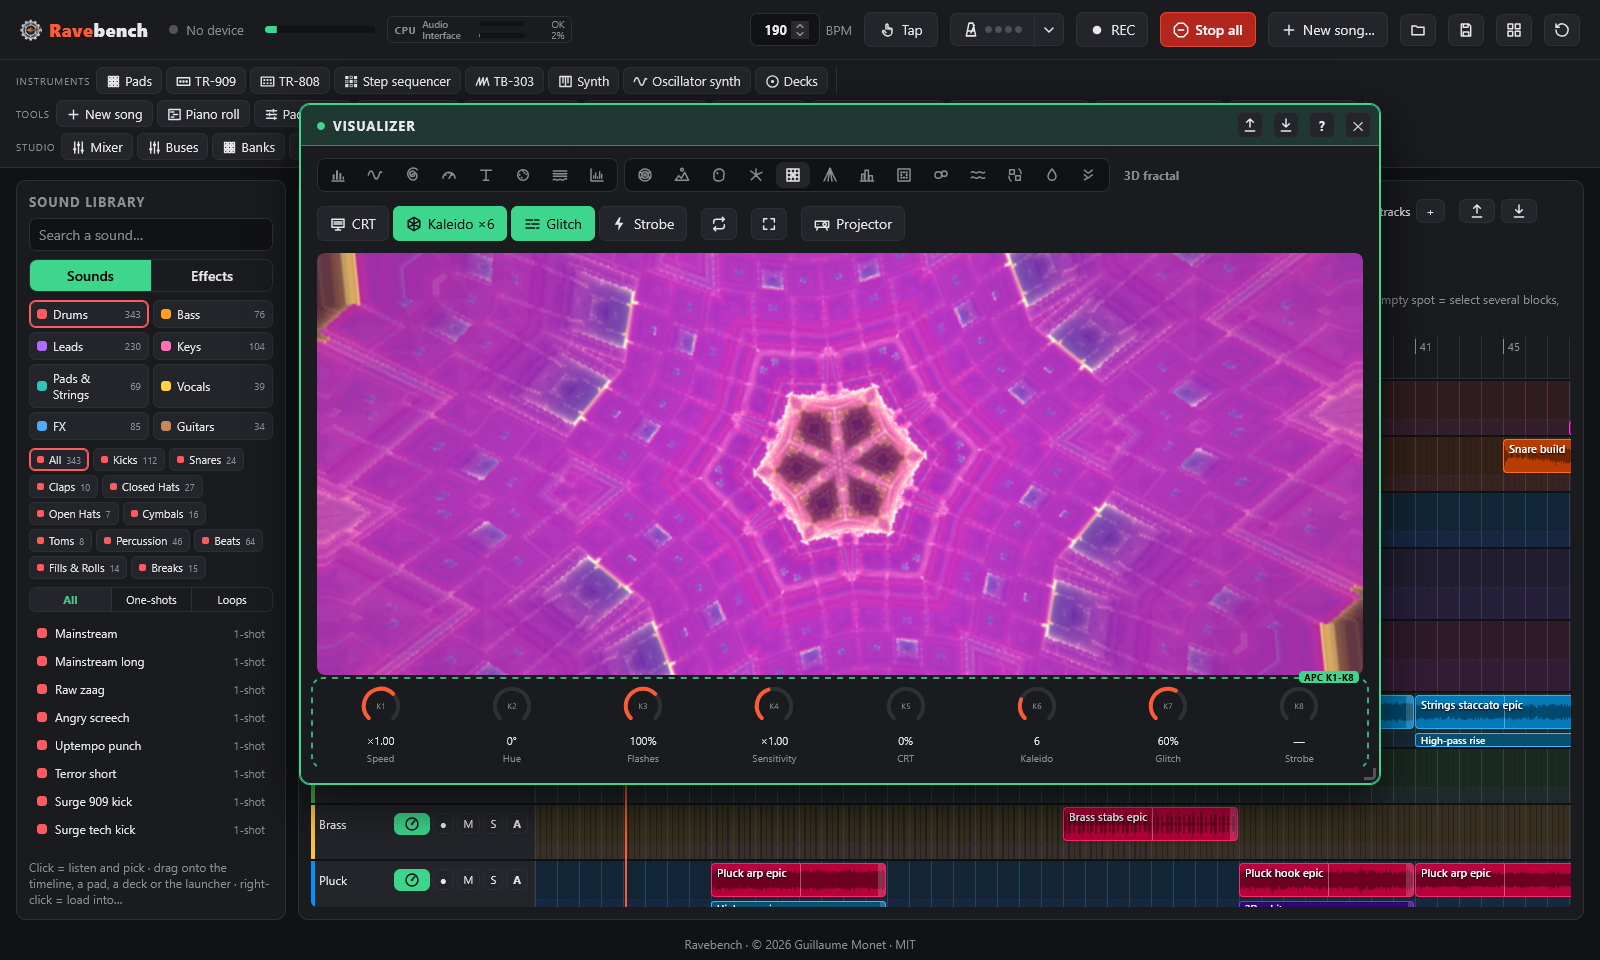 Ravebench
No device
CPU
Audio OK
Interface 2%
190 BPM
Tap
REC
Stop all
New song...
INSTRUMENTS
Pads
TR-909
TR-808
Step sequencer
TB-303
Synth
Oscillator synth
Decks
TOOLS
New song
Piano roll
STUDIO
Mixer
Buses
Banks
SOUND LIBRARY
Search a sound...
Sounds
Effects
Drums 343
Bass 76
Leads 230
Keys 104
Pads & Strings 69
Vocals 39
FX 85
Guitars 34
All 343
Kicks 112
Snares 24
Claps 10
Closed Hats 27
Open Hats 7
Cymbals 16
Toms 8
Percussion 46
Beats 64
Fills & Rolls 14
Breaks 15
All
One-shots
Loops
Mainstream 1-shot
Mainstream long 1-shot
Raw zaag 1-shot
Angry screech 1-shot
Uptempo punch 1-shot
Terror short 1-shot
Surge 909 kick 1-shot
Surge tech kick 1-shot
Click = listen and pick · drag onto the
timeline, a pad, a deck or the launcher · right-
click = load into...
VISUALIZER
?
3D fractal
CRT
Kaleido ×6
Glitch
Strobe
Projector
APC K1-K8
K1 K2 K3 K4 K5 K6 K7 K8
×1.00 0° 100% ×1.00 0% 6 60% —
Speed Hue Flashes Sensitivity CRT Kaleido Glitch Strobe
tracks +
empty spot = select several blocks,
41 45
Snare build
Strings staccato epic
High-pass rise
Brass M S A
Brass stabs epic
Pluck M S A
Pluck arp epic
Pluck hook epic
Pluck arp epic
Ravebench · © 2026 Guillaume Monet · MIT